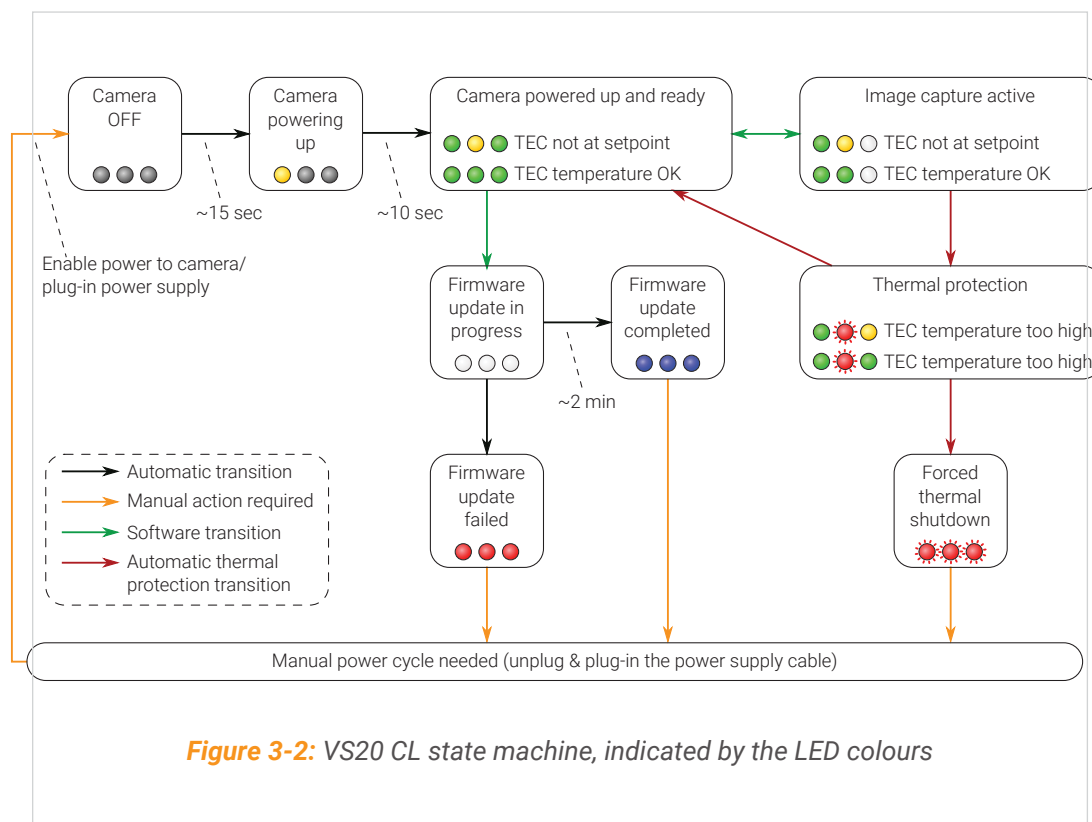 Camera
OFF
Camera
powering
up
Camera powered up and ready
TEC not at setpoint
TEC temperature OK
Image capture active
TEC not at setpoint
TEC temperature OK
~15 sec
~10 sec
Enable power to camera/
plug-in power supply
Firmware
update in
progress
Firmware
update
completed
Thermal protection
TEC temperature too high
TEC temperature too high
~2 min
Automatic transition
Manual action required
Software transition
Automatic thermal
protection transition
Firmware
update
failed
Forced
thermal
shutdown
Manual power cycle needed (unplug & plug-in the power supply cable)
Figure 3-2: VS20 CL state machine, indicated by the LED colours